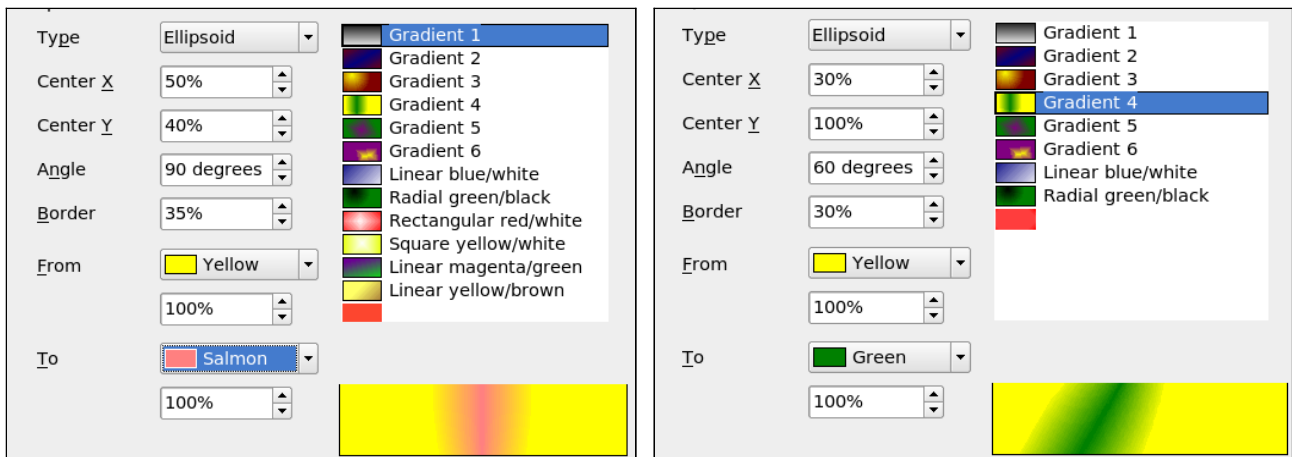 Type Ellipsoid
Center X 50%
Center Y 40%
Angle 90 degrees
Border 35%
From Yellow
100%
To Salmon
100%
Gradient 1
Gradient 2
Gradient 3
Gradient 4
Gradient 5
Gradient 6
Linear blue/white
Radial green/black
Rectangular red/white
Square yellow/white
Linear magenta/green
Linear yellow/brown
Type Ellipsoid
Center X 30%
Center Y 100%
Angle 60 degrees
Border 30%
From Yellow
100%
To Green
100%
Gradient 1
Gradient 2
Gradient 3
Gradient 4
Gradient 5
Gradient 6
Linear blue/white
Radial green/black